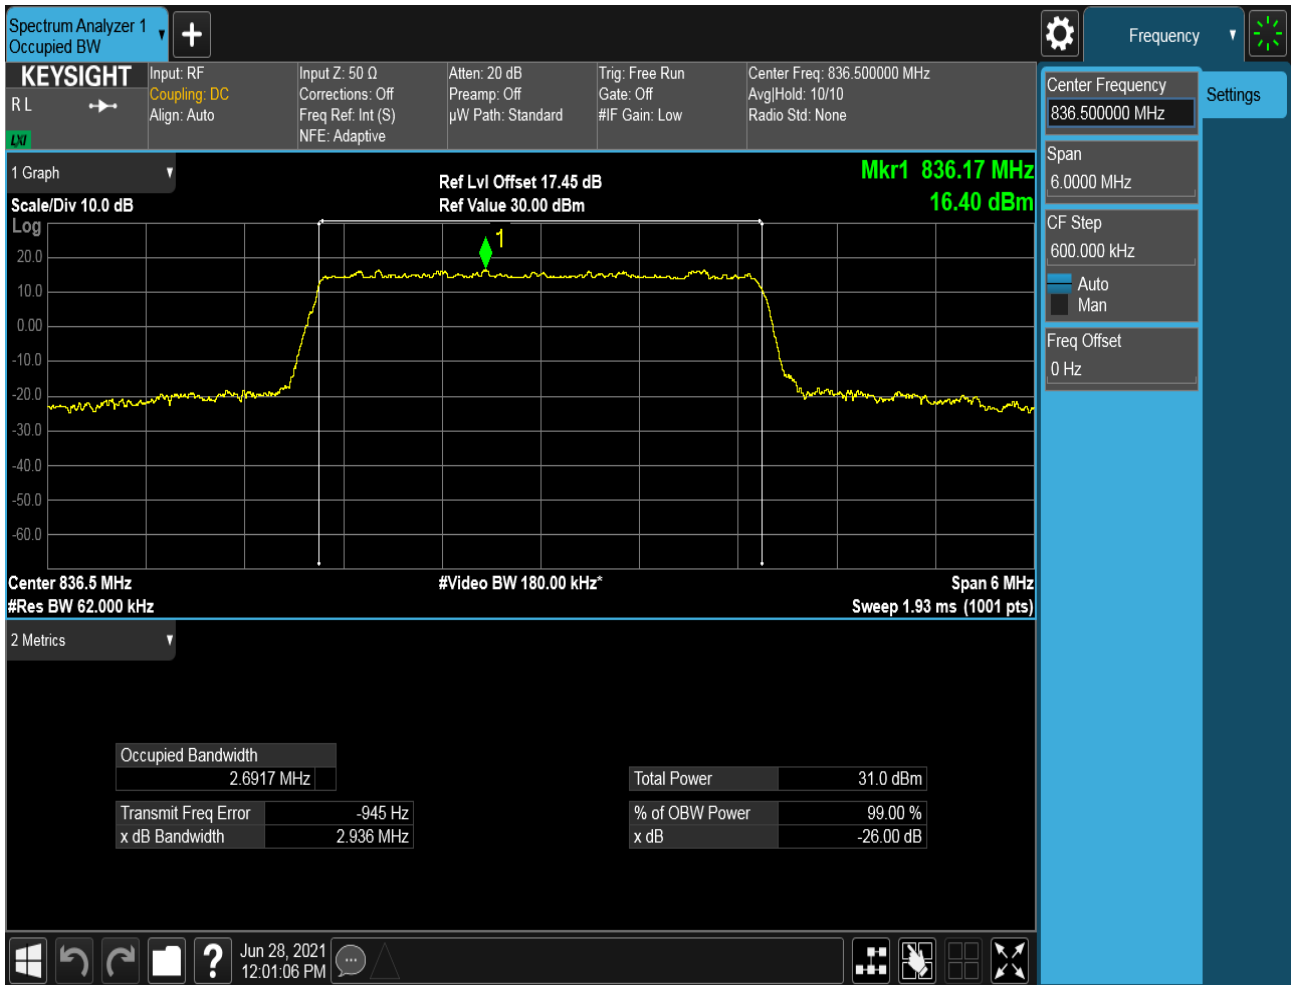 Spectrum Analyzer 1
Occupied BW
Frequency
KEYSIGHT
R L
LXI
Input: RF
Coupling: DC
Align: Auto
Input Z: 50 Ω
Corrections: Off
Freq Ref: Int (S)
NFE: Adaptive
Atten: 20 dB
Preamp: Off
µW Path: Standard
Trig: Free Run
Gate: Off
#IF Gain: Low
Center Freq: 836.500000 MHz
Avg|Hold: 10/10
Radio Std: None
Center Frequency
836.500000 MHz
Settings
Span
6.0000 MHz
CF Step
600.000 kHz
Auto
Man
Freq Offset
0 Hz
1 Graph
Scale/Div 10.0 dB
Ref Lvl Offset 17.45 dB
Ref Value 30.00 dBm
Mkr1 836.17 MHz
16.40 dBm
Log
1
20.0
10.0
0.00
-10.0
-20.0
-30.0
-40.0
-50.0
-60.0
Center 836.5 MHz
#Video BW 180.00 kHz*
Span 6 MHz
#Res BW 62.000 kHz
Sweep 1.93 ms (1001 pts)
2 Metrics
Occupied Bandwidth
2.6917 MHz
Total Power 31.0 dBm
Transmit Freq Error -945 Hz
% of OBW Power 99.00 %
x dB Bandwidth 2.936 MHz
x dB -26.00 dB
?
Jun 28, 2021
12:01:06 PM